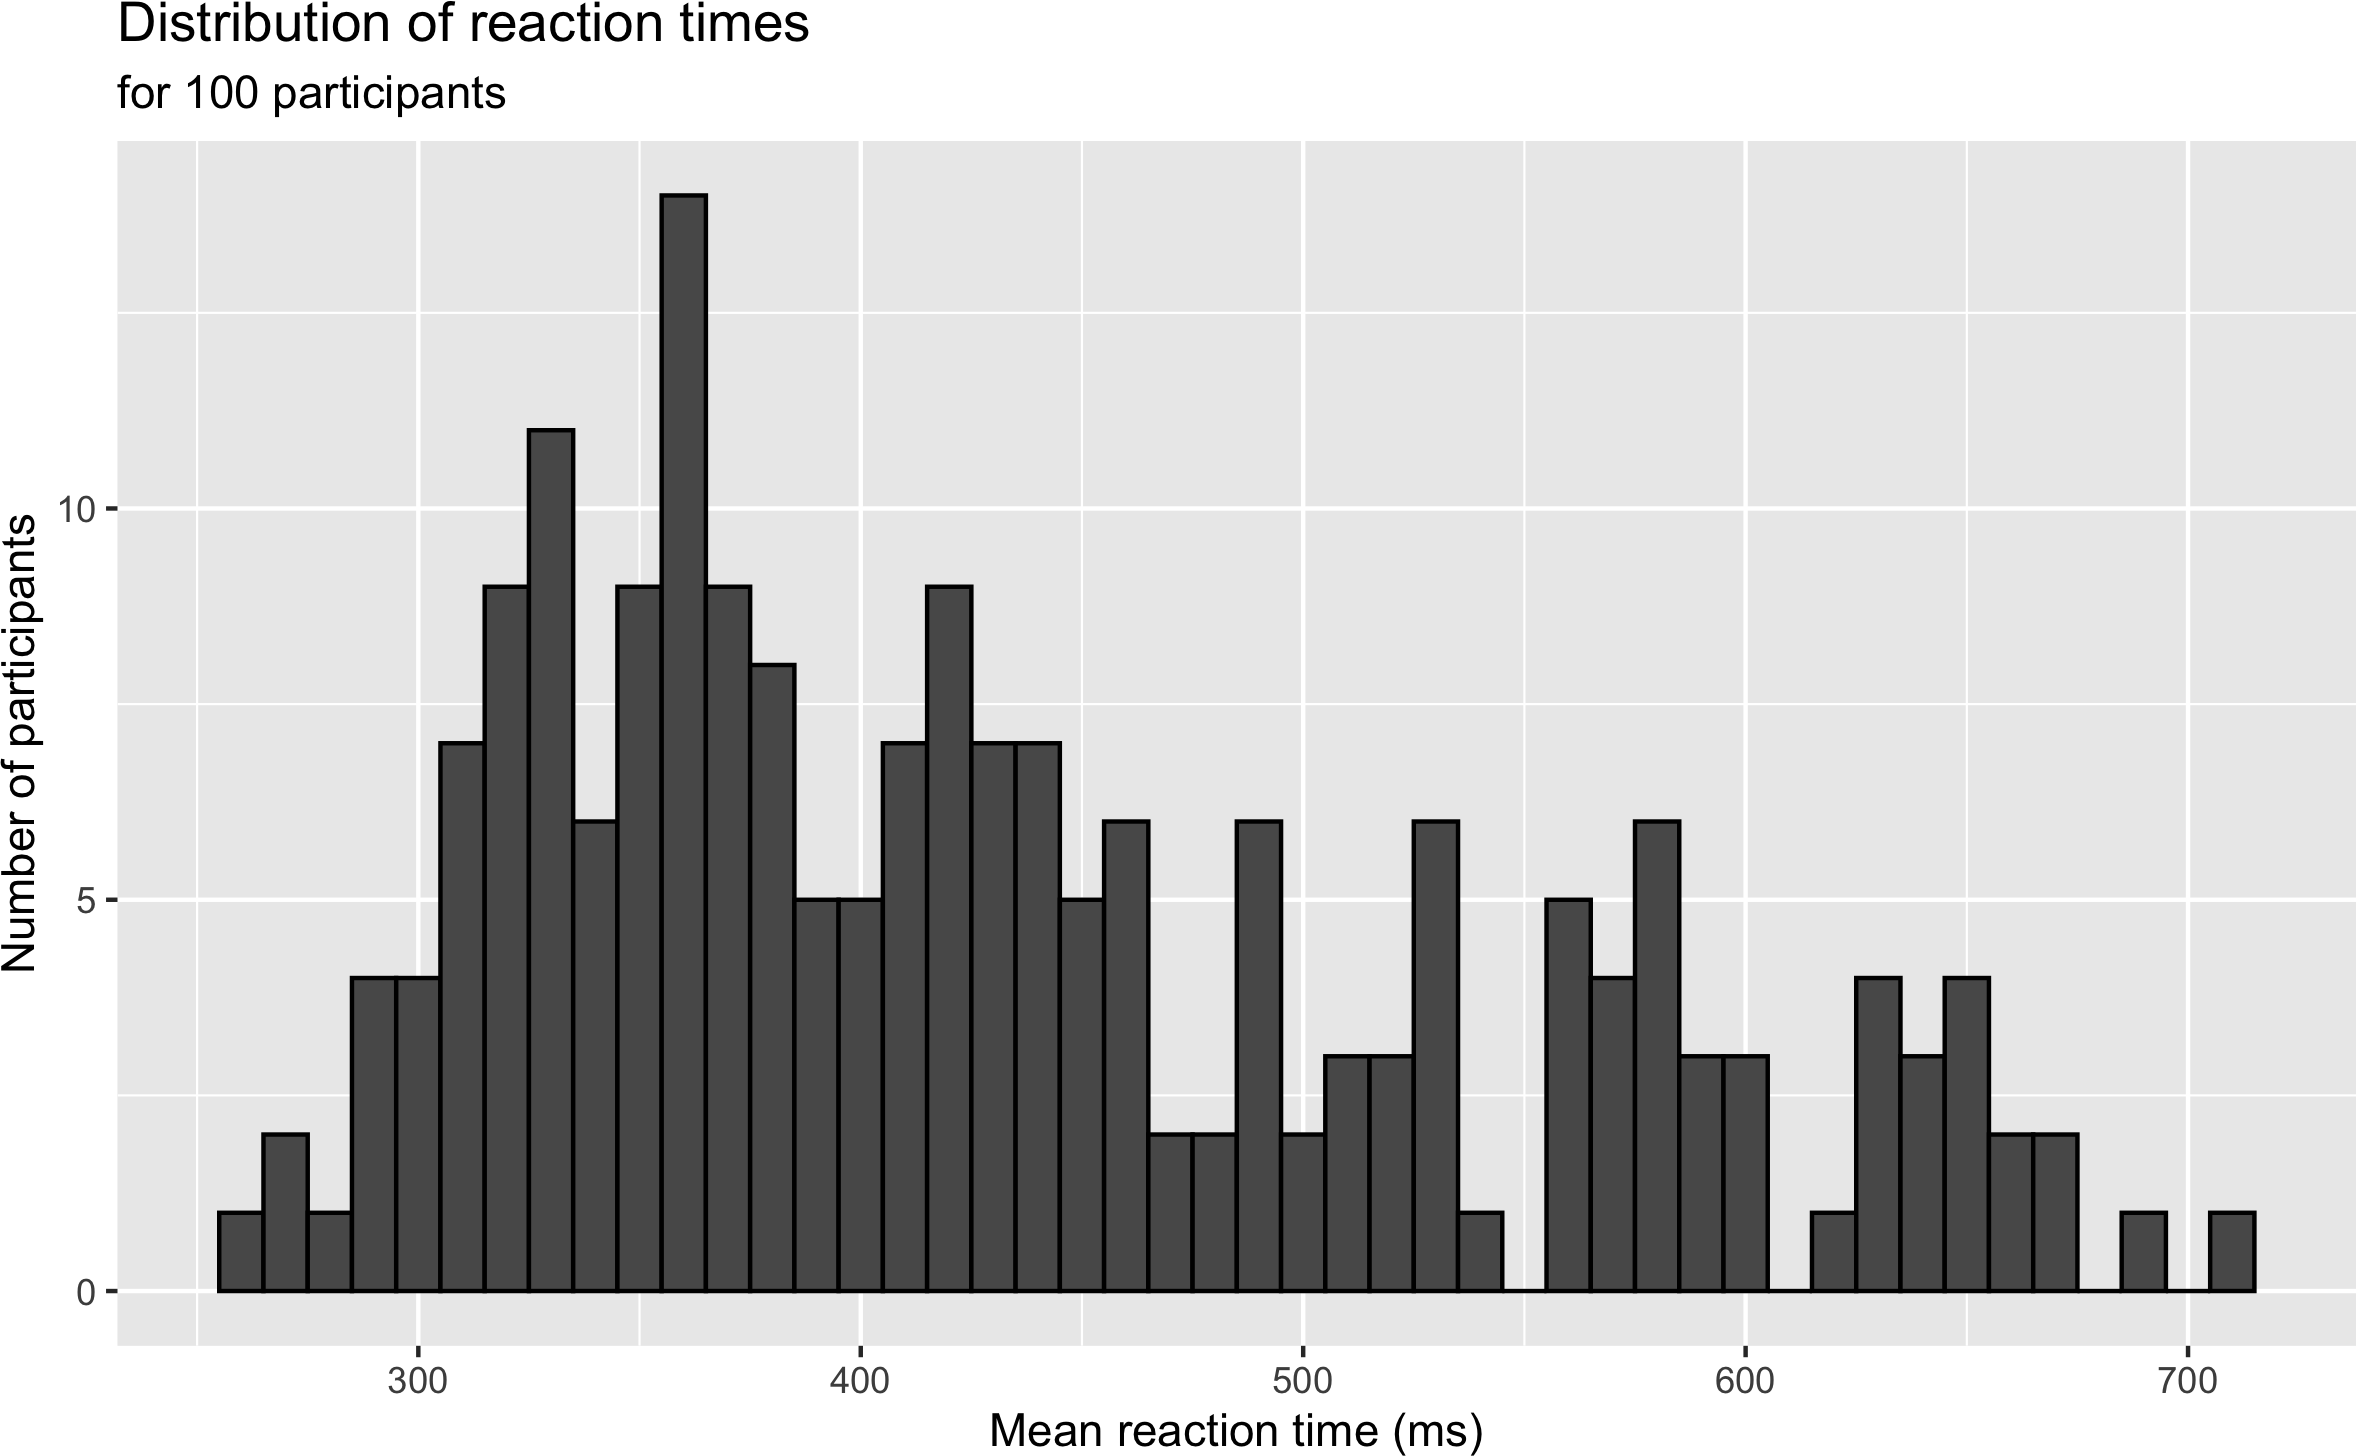 Distribution of reaction times
for 100 participants
Number of participants
10
5
0
300
400
500
600
700
Mean reaction time (ms)